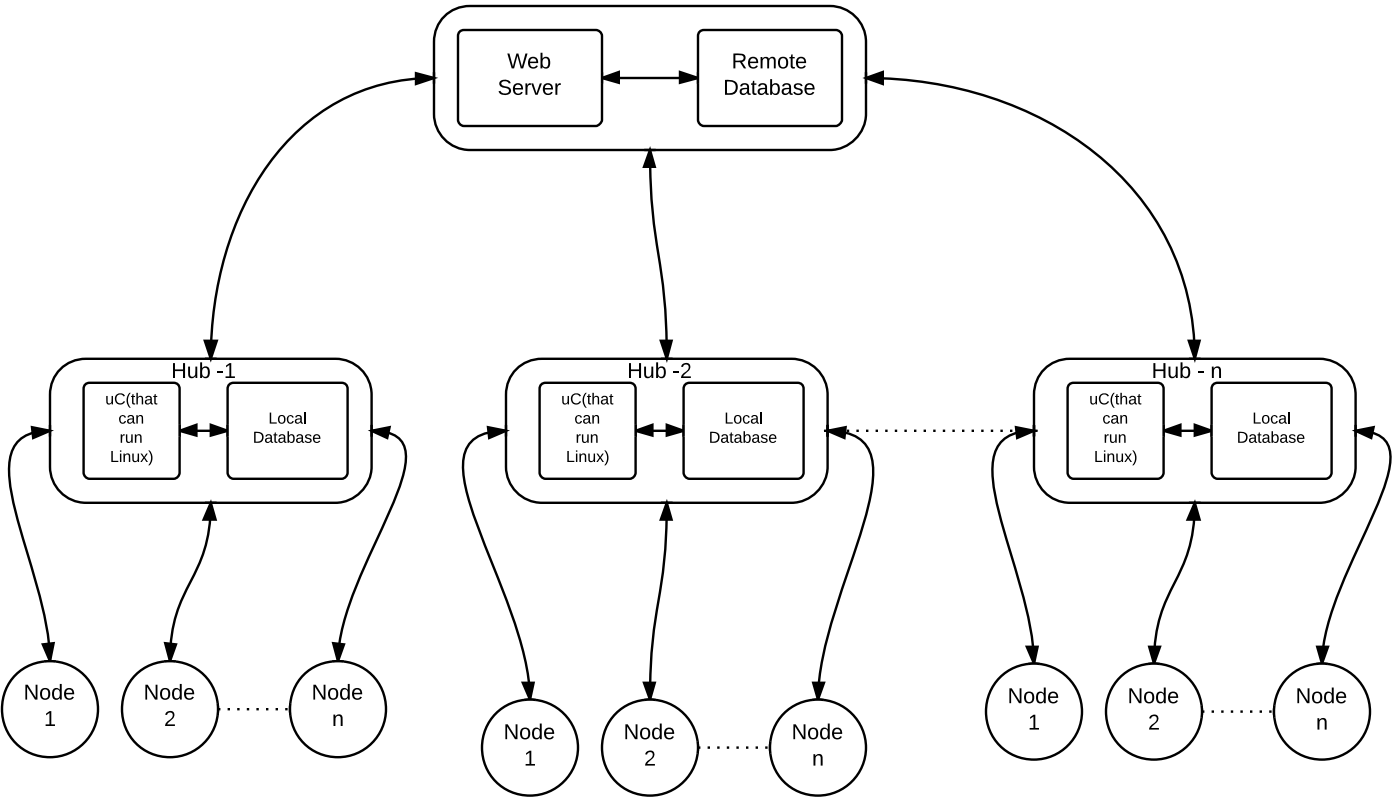 Web
Server
Remote
Database
Hub -1
uC(that
can
run
Linux)
Local
Database
Hub -2
uC(that
can
run
Linux)
Local
Database
Hub - n
uC(that
can
run
Linux)
Local
Database
Node
1
Node
2
Node
n
Node
1
Node
2
Node
n
Node
1
Node
2
Node
n